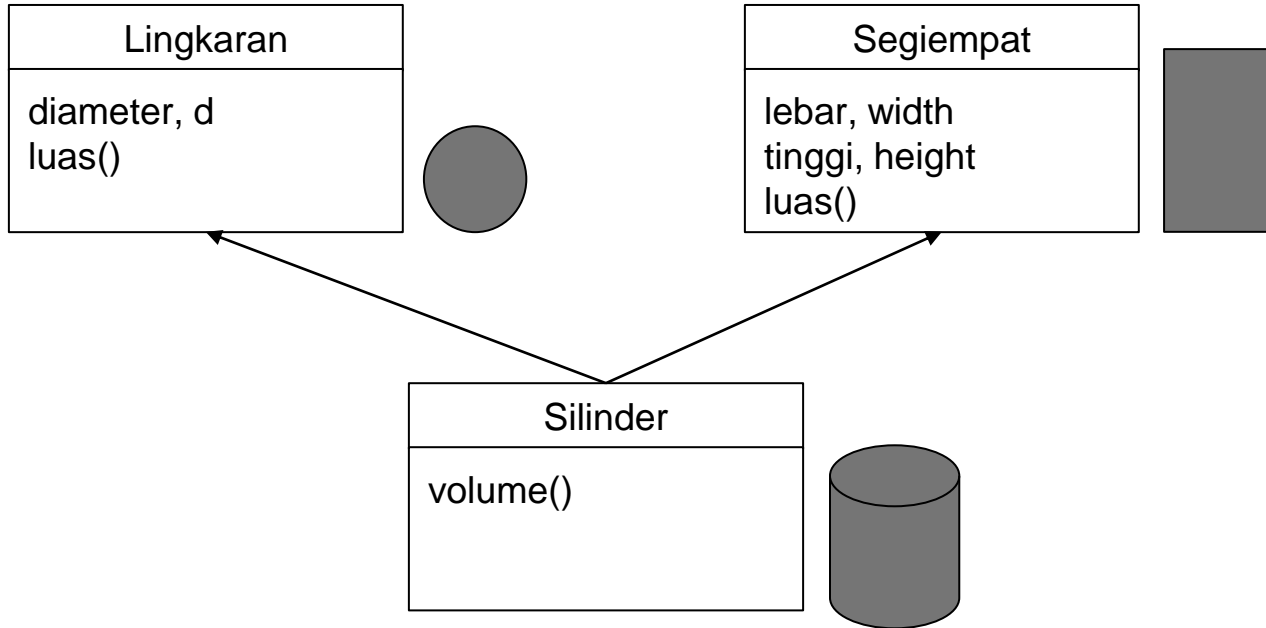 Lingkaran
diameter, d
luas()
Segiempat
lebar, width
tinggi, height
luas()
Silinder
volume()